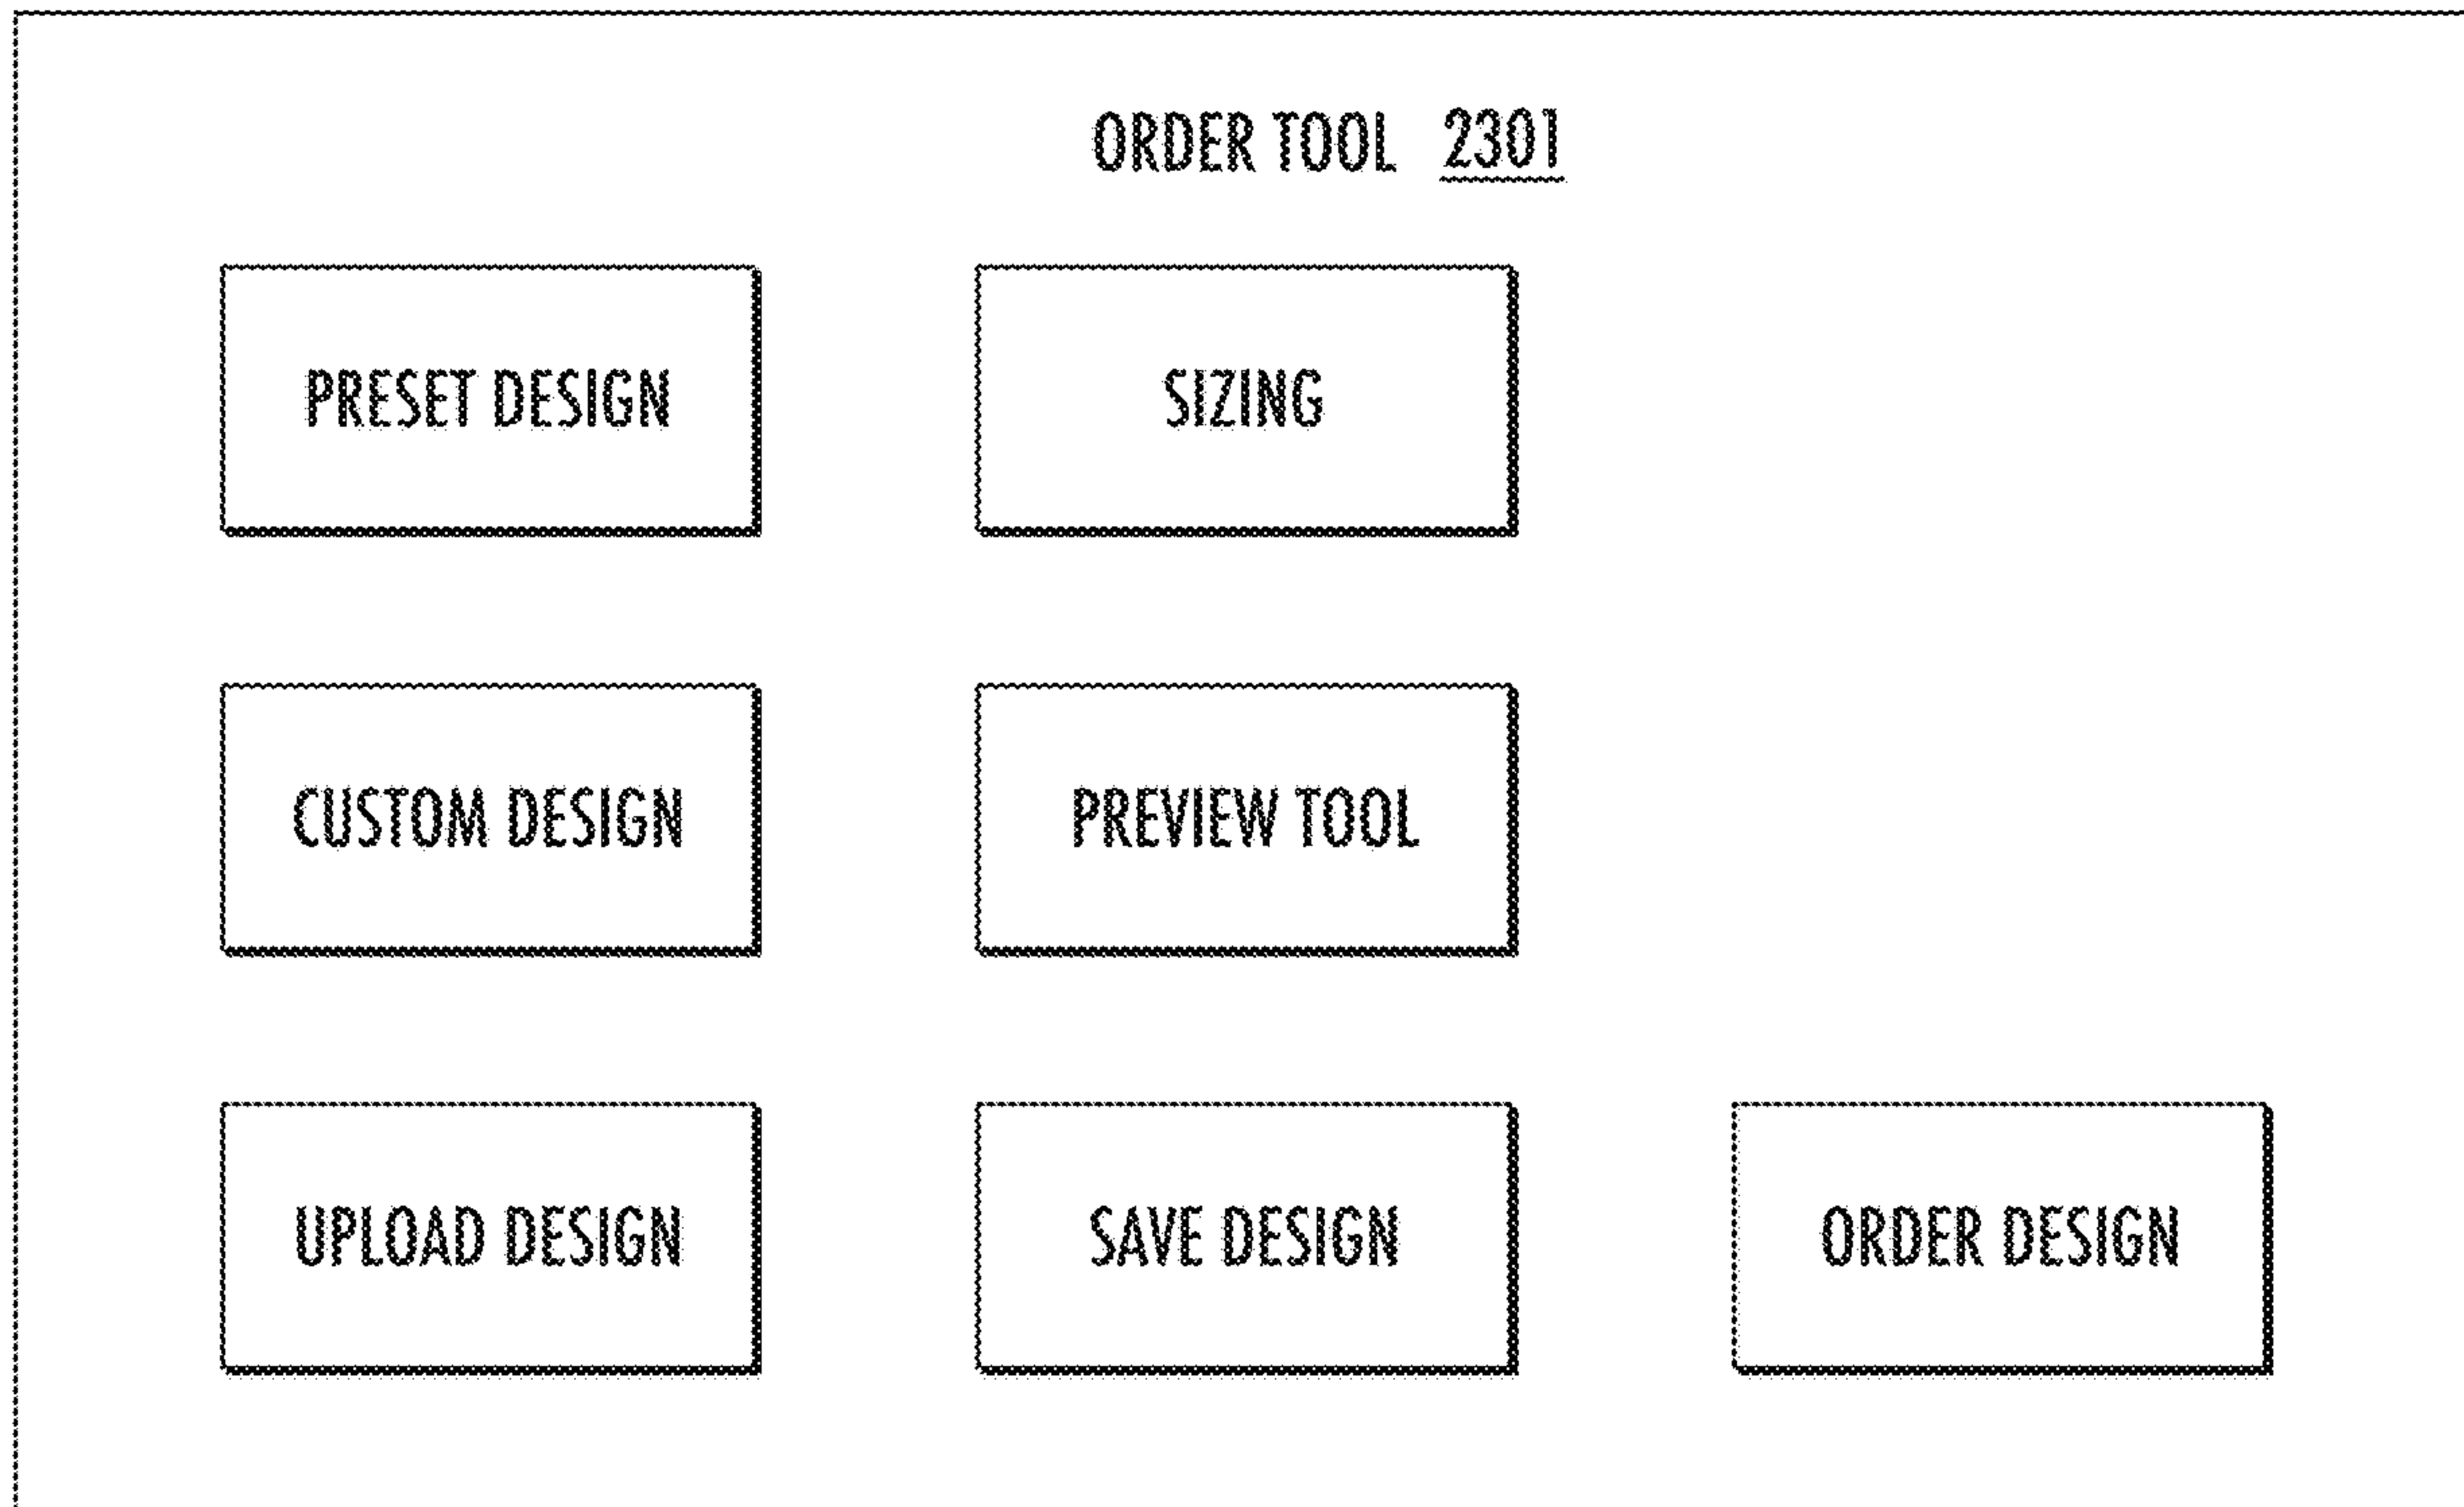 ORDER TOOL 2301
PRESET DESIGN
SIZING
CUSTOM DESIGN
PREVIEW TOOL
UPLOAD DESIGN
SAVE DESIGN
ORDER DESIGN